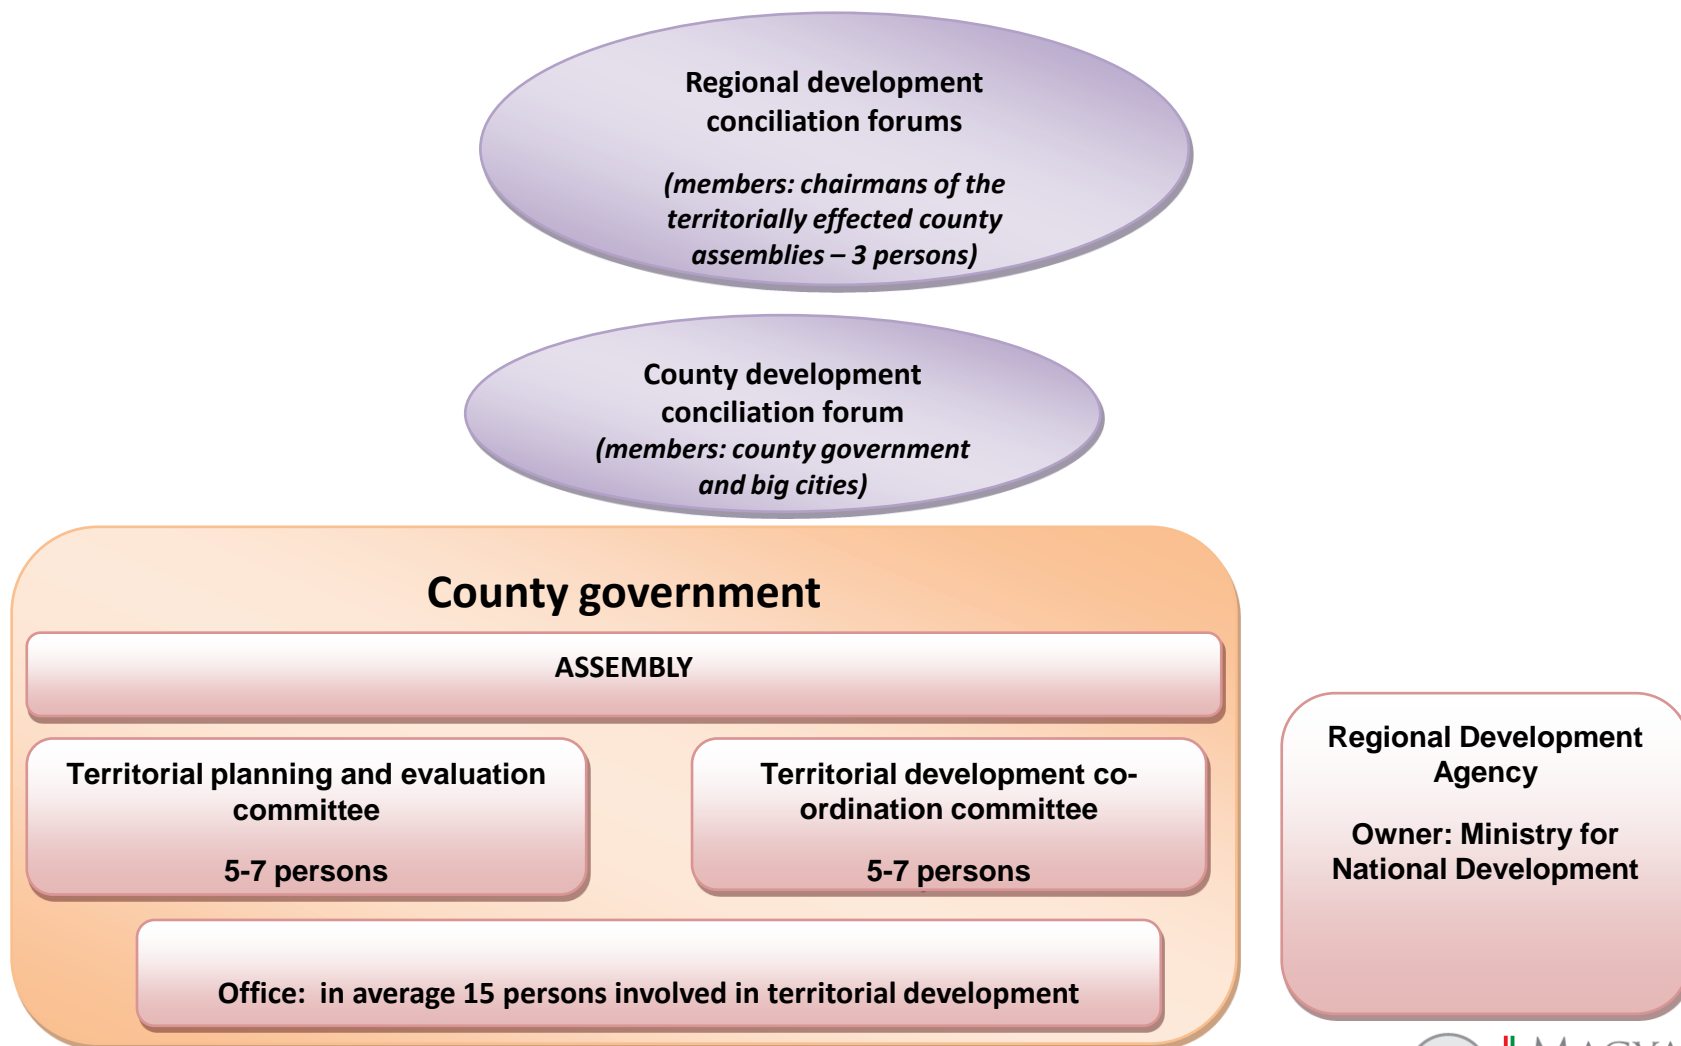 Regional development
conciliation forums
(members: chairmans of the
territorially effected county
assemblies – 3 persons)
County development
conciliation forum
(members: county government
and big cities)
County government
ASSEMBLY
Territorial planning and evaluation
committee
5-7 persons
Territorial development co-
ordination committee
5-7 persons
Office:  in average 15 persons involved in territorial development
Regional Development
Agency
Owner: Ministry for
National Development